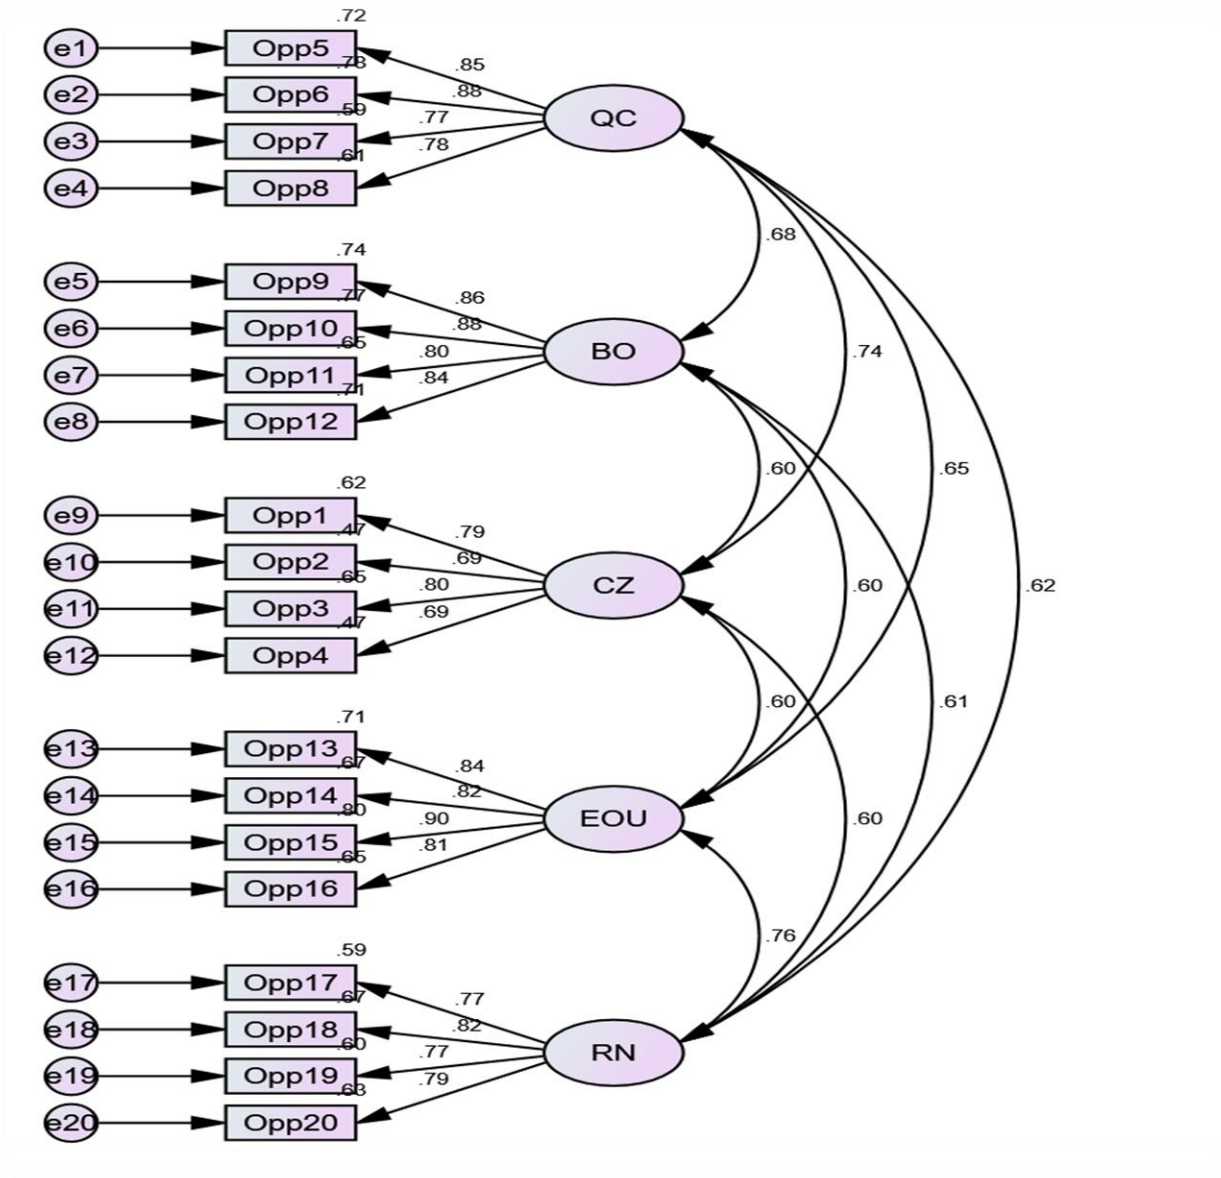 .72
e1 Opp5 .85
.78
e2 Opp6 .88 QC
.59
e3 Opp7 .77
.61
e4 Opp8 .78
.68
.74
e5 Opp9 .86
.77
e6 Opp10 .88 BO
.65
e7 Opp11 .80
.71
e8 Opp12 .84
.74
.60
.65
.62
e9 Opp1 .79
.47
e10 Opp2 .69 CZ
.65
e11 Opp3 .80
.47
e12 Opp4 .69
.60
.62
.60
.61
.71
e13 Opp13 .84
.67
e14 Opp14 .82 EOU
.80
e15 Opp15 .90
.65
e16 Opp16 .81
.60
.76
.59
e17 Opp17 .77
.67
e18 Opp18 .82 RN
.60
e19 Opp19 .77
.63
e20 Opp20 .79